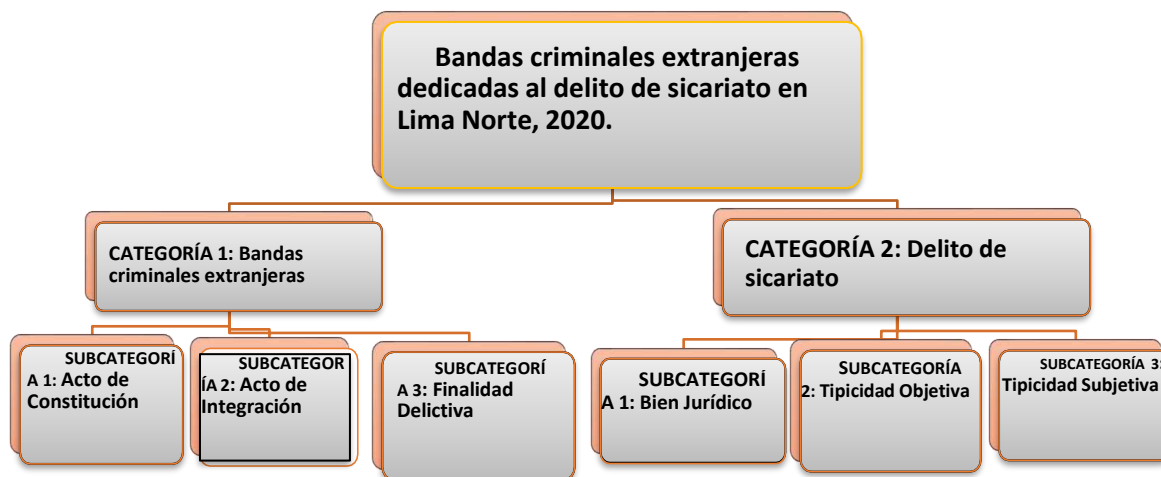 Bandas criminales extranjeras
dedicadas al delito de sicariato en
Lima Norte, 2020.
CATEGORÍA 1: Bandas
criminales extranjeras
CATEGORÍA 2: Delito de
sicariato
SUBCATEGORÍ
A 1: Acto de
Constitución
SUBCATEGOR
ÍA 2: Acto de
Integración
SUBCATEGORÍ
A 3: Finalidad
Delictiva
SUBCATEGORÍ
A 1: Bien Jurídico
SUBCATEGORÍA
2: Tipicidad Objetiva
SUBCATEGORÍA 3:
Tipicidad Subjetiva